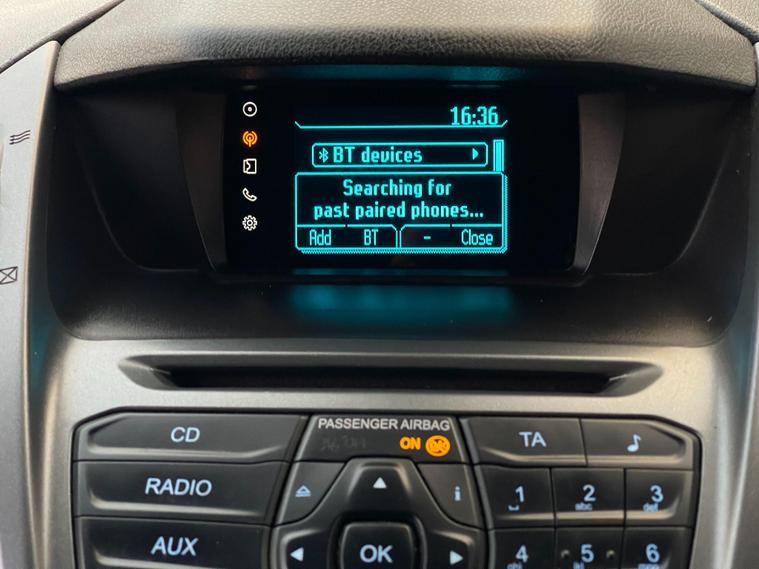 16:36
BT devices
Searching for
past paired phones...
Add BT - Close
PASSENGER AIRBAG
ON
CD
TA
RADIO
i
1
2
abc
3
def
AUX
OK
4
5
6